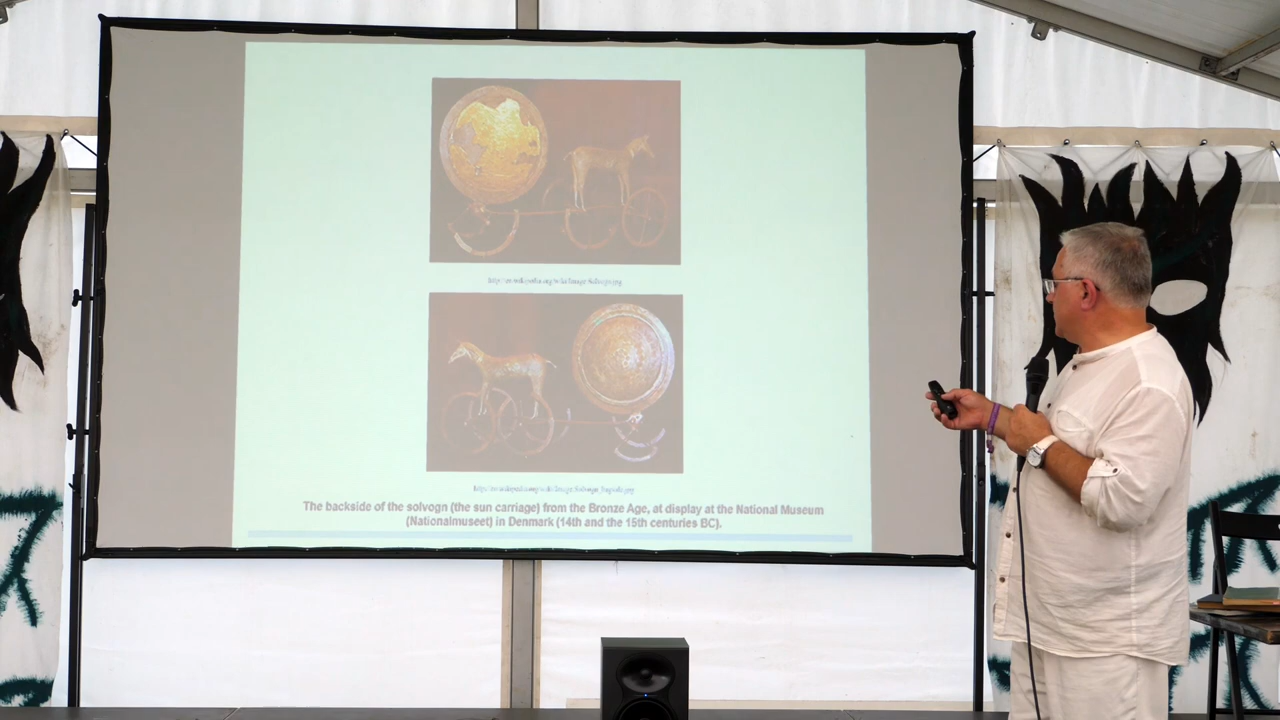 The backside of the solvogn (the sun carriage) from the Bronze Age, at display at the National Museum
(Nationalmuseet) in Denmark (14th and the 15th centuries BC).